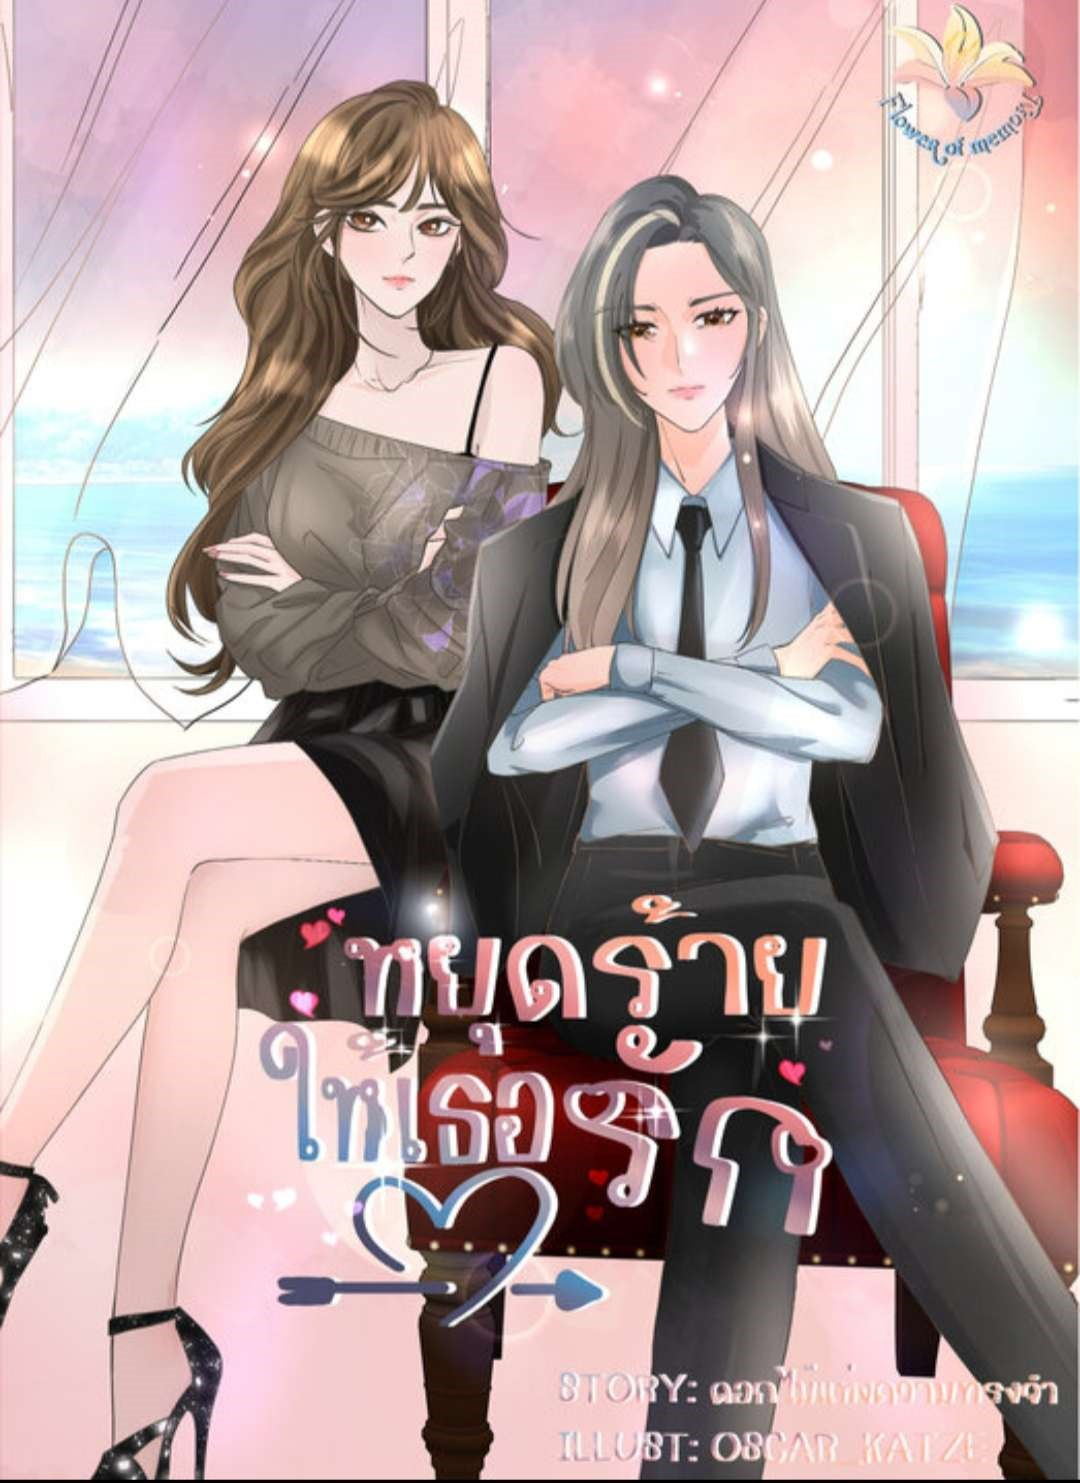 Flower of memory
หยุดร้าย
ให้เธอรัก
STORY: ดอกไม้แห่งความทรงจำ
ILLUST: OSCAR_KATZE